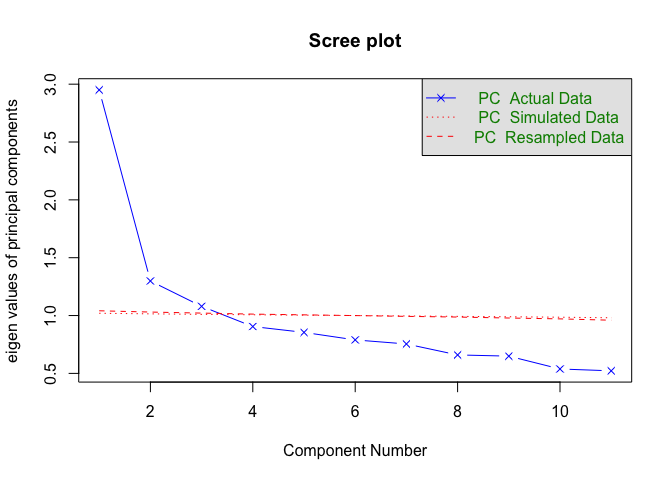 Scree plot
PC Actual Data
PC Simulated Data
PC Resampled Data
eigen values of principal components
3.0
2.5
2.0
1.5
1.0
0.5
2 4 6 8 10
Component Number